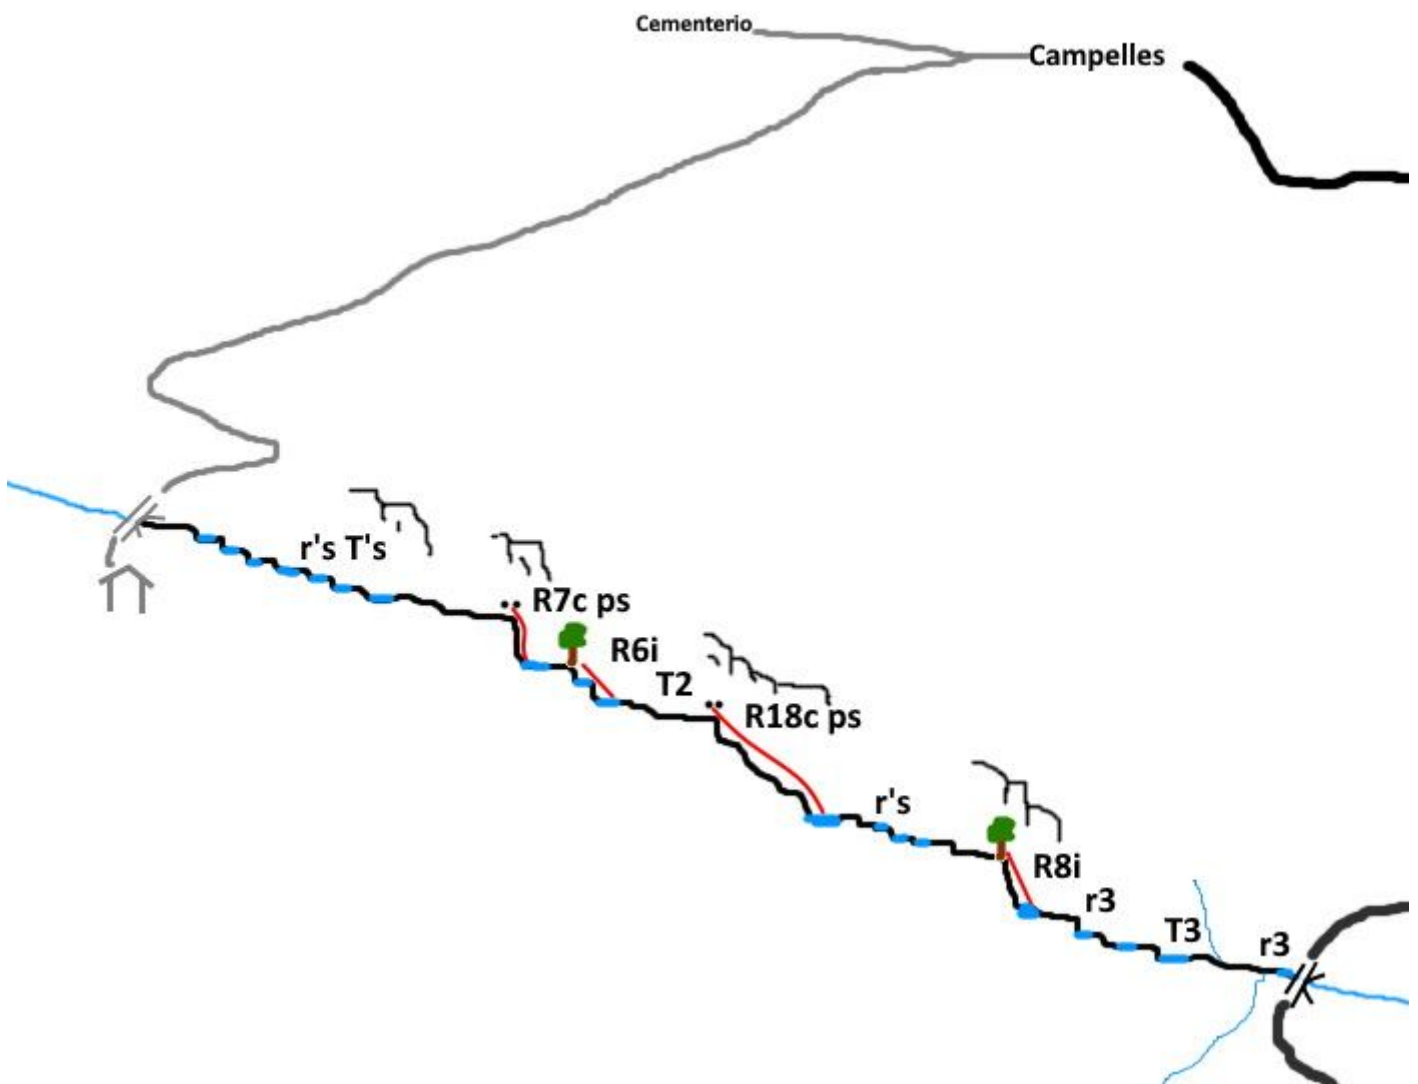 Cementerio
Campelles
r's T's
R7c ps
R6i
T2
R18c ps
r's
R8i
r3
T3
r3